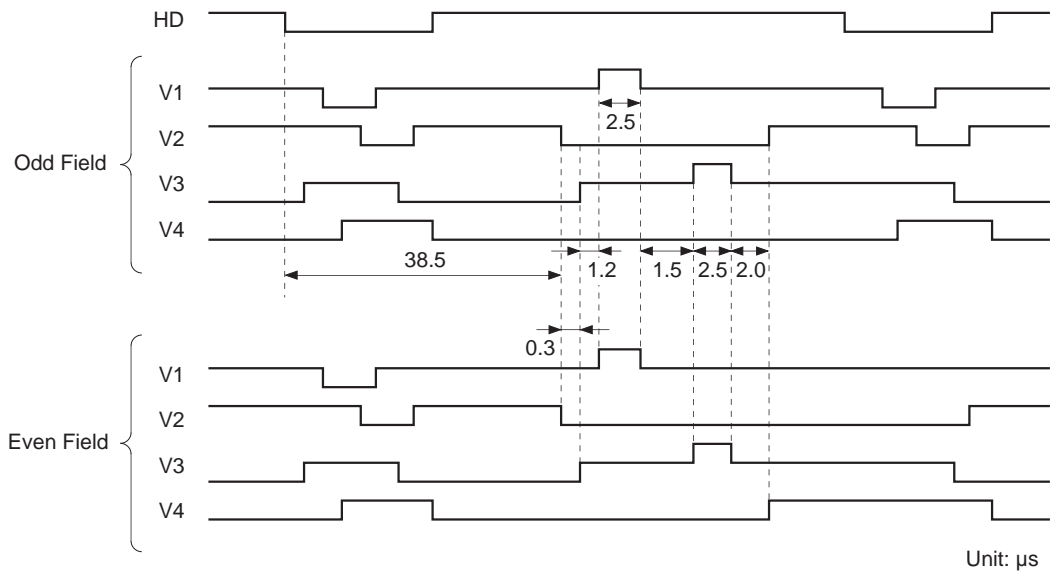 HD
V1
2.5
V2
Odd Field
V3
V4
38.5
1.2
1.5
2.5
2.0
0.3
V1
V2
Even Field
V3
V4
Unit: µs